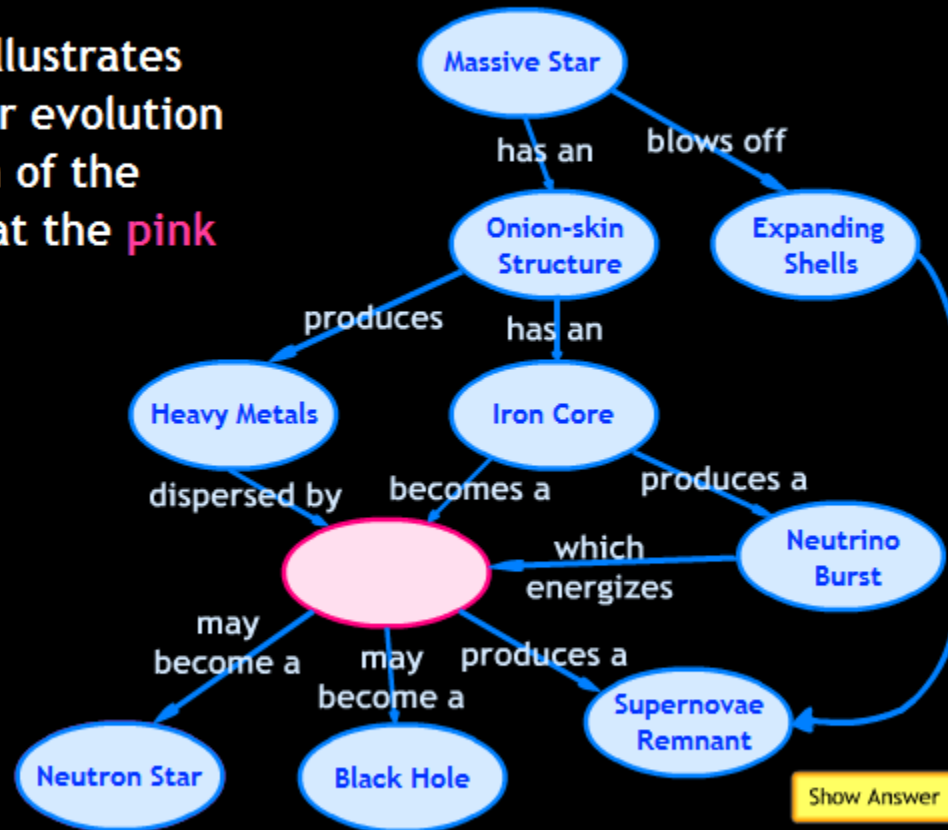 llustrates
r evolution
of the
at the pink
Massive Star
has an
blows off
Onion-skin
Structure
Expanding
Shells
produces
has an
Heavy Metals
Iron Core
dispersed by
becomes a
produces a
which
energizes
Neutrino
Burst
may
become a
may
become a
produces a
Supernovae
Remnant
Neutron Star
Black Hole
Show Answer